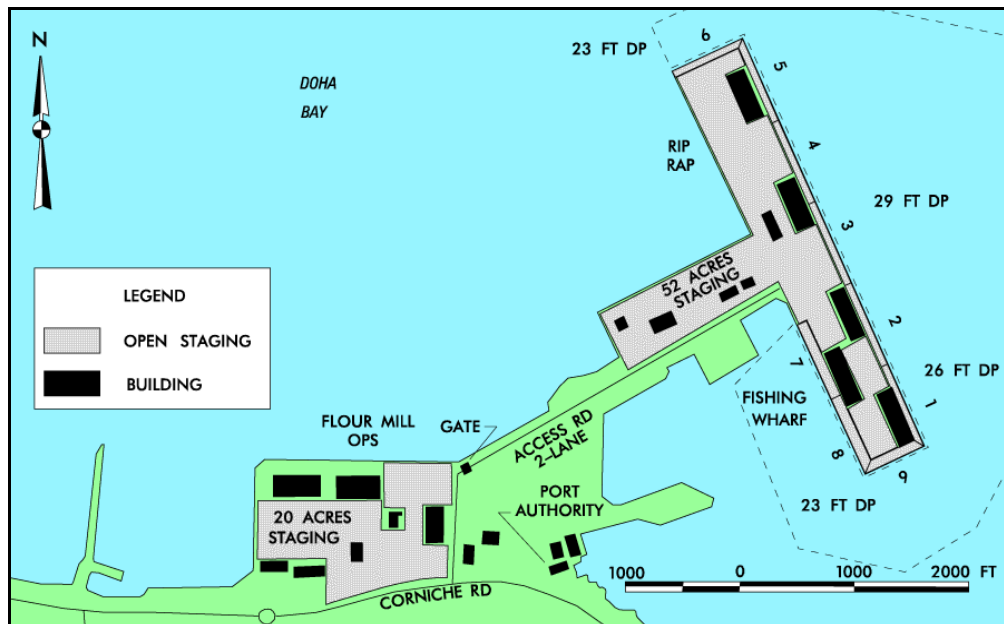 N
DOHA
BAY
23 FT DP
6
5
RIP
RAP
4
29 FT DP
3
LEGEND
OPEN STAGING
BUILDING
52 ACRES
STAGING
2
7
26 FT DP
FISHING
WHARF
1
FLOUR MILL
OPS
GATE
ACCESS RD
2-LANE
8
9
PORT
AUTHORITY
23 FT DP
20 ACRES
STAGING
1000 0 1000 2000 FT
CORNICHE RD